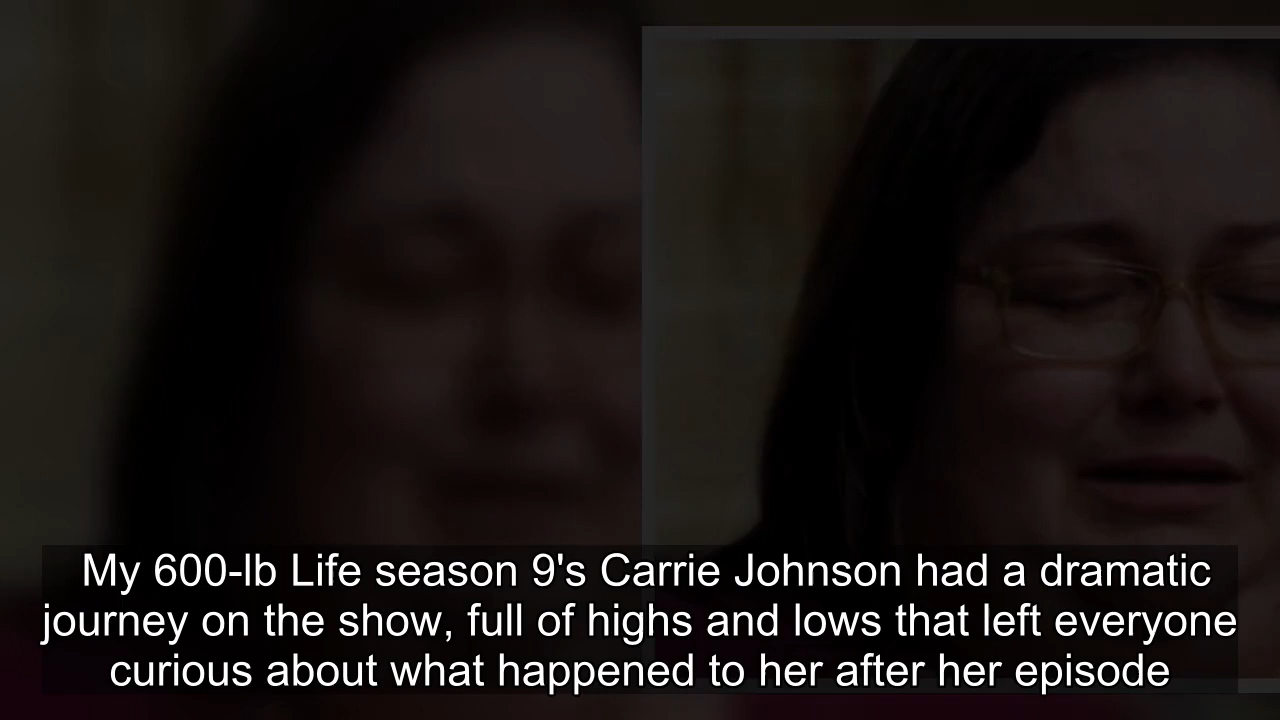 My 600-lb Life season 9's Carrie Johnson had a dramatic
journey on the show, full of highs and lows that left everyone
curious about what happened to her after her episode